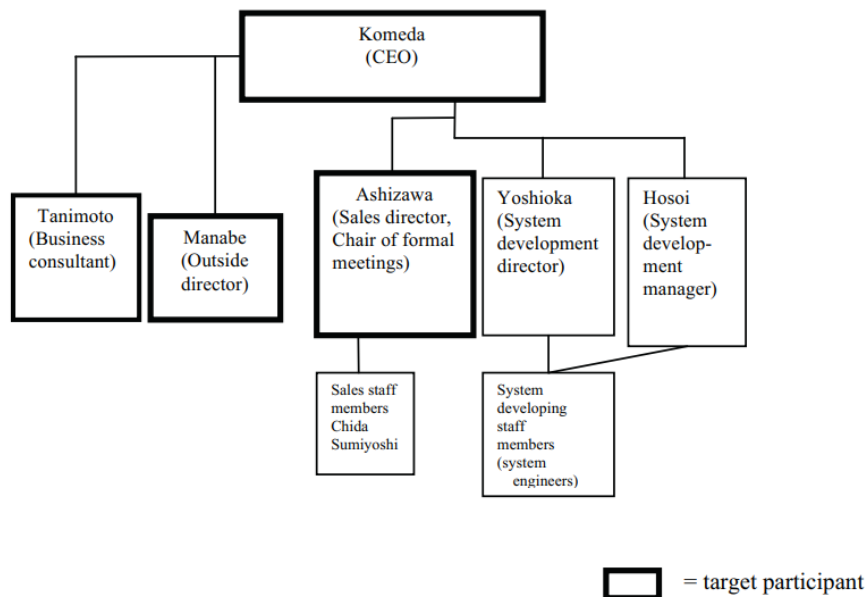 Komeda
(CEO)
Tanimoto
(Business
consultant)
Manabe
(Outside
director)
Ashizawa
(Sales director,
Chair of formal
meetings)
Yoshioka
(System
development
director)
Hosoi
(System
develop-
ment
manager)
Sales staff
members
Chida
Sumiyoshi
System
developing
staff
members
(system
engineers)
= target participant